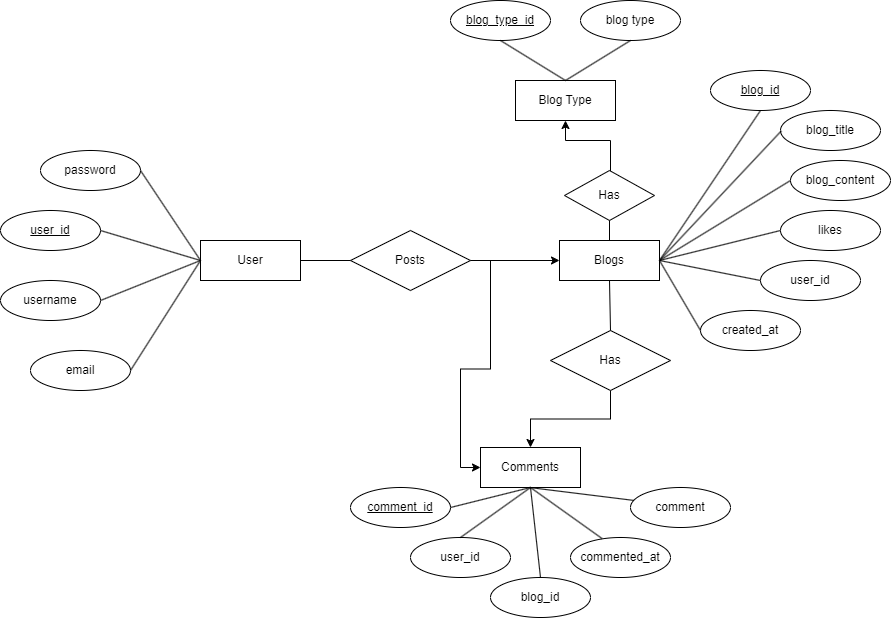 blog_type_id
blog type
Blog Type
blog_id
blog_title
blog_content
likes
user_id
created_at
password
user_id
username
email
User
Posts
Has
Blogs
Has
Comments
comment_id
user_id
blog_id
commented_at
comment